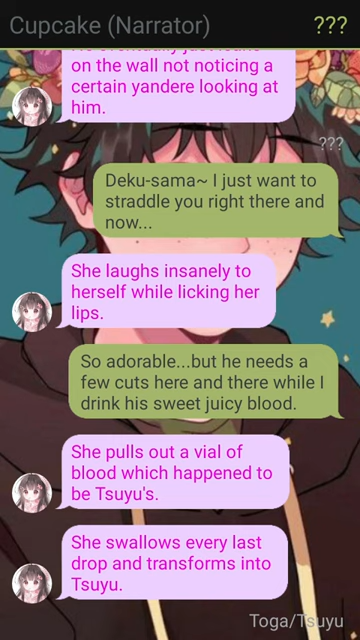 Cupcake (Narrator)
???
on the wall not noticing a
certain yandere looking at
him.
???
Deku-sama~ I just want to
straddle you right there and
now...
She laughs insanely to
herself while licking her
lips.
So adorable...but he needs a
few cuts here and there while I
drink his sweet juicy blood.
She pulls out a vial of
blood which happened to
be Tsuyu's.
She swallows every last
drop and transforms into
Tsuyu.
Toga/Tsuyu